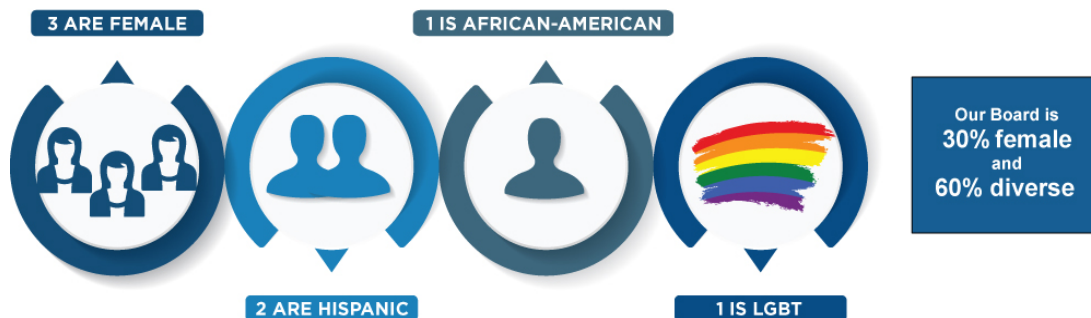 3 ARE FEMALE
1 IS AFRICAN-AMERICAN
Our Board is
30% female
and
60% diverse
2 ARE HISPANIC
1 IS LGBT